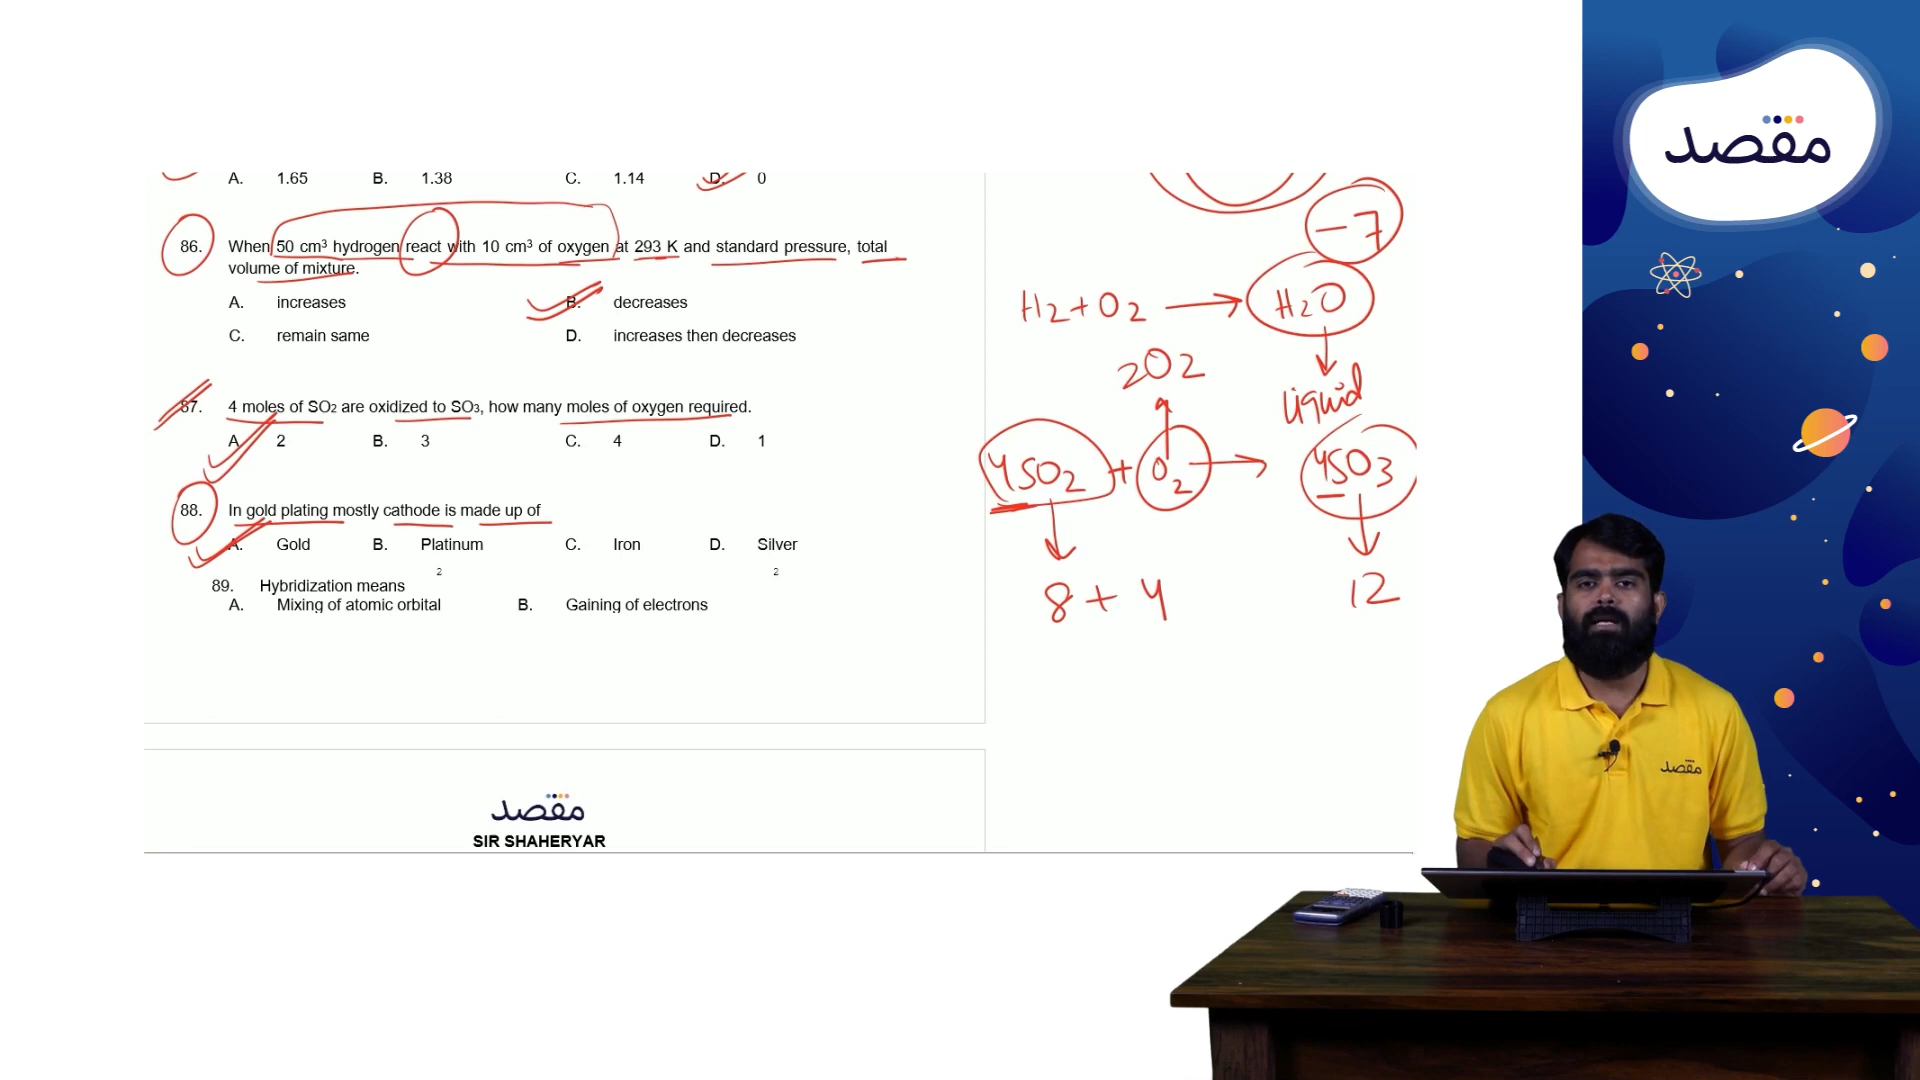 A. 1.65 B. 1.38 C. 1.14 D. 0
86. When 50 cm³ hydrogen react with 10 cm³ of oxygen at 293 K and standard pressure, total
volume of mixture.
A. increases B. decreases
C. remain same D. increases then decreases
87. 4 moles of SO2 are oxidized to SO3, how many moles of oxygen required.
A 2 B. 3 C. 4 D. 1
88. In gold plating mostly cathode is made up of
A. Gold B. Platinum C. Iron D. Silver
2 2
89. Hybridization means
A. Mixing of atomic orbital B. Gaining of electrons
مقصد
SIR SHAHERYAR
-7
H2+O2 → H2O
2O2
liquid
4SO2 + O2 → 4SO3
8 + 4 12
مقصد
مقصد